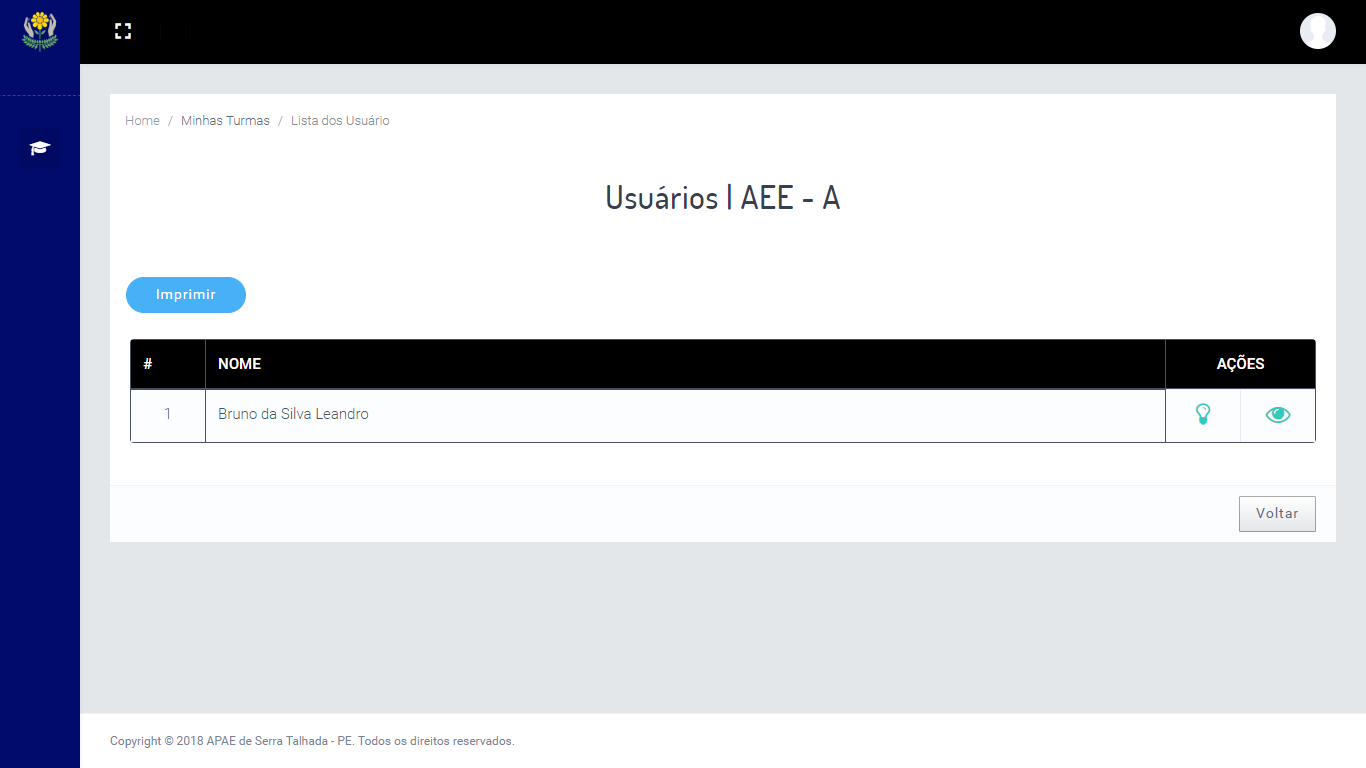 Home / Minhas Turmas / Lista dos Usuário
Usuários | AEE - A
Imprimir
# NOME AÇÕES
1 Bruno da Silva Leandro
Voltar
Copyright © 2018 APAE de Serra Talhada - PE. Todos os direitos reservados.